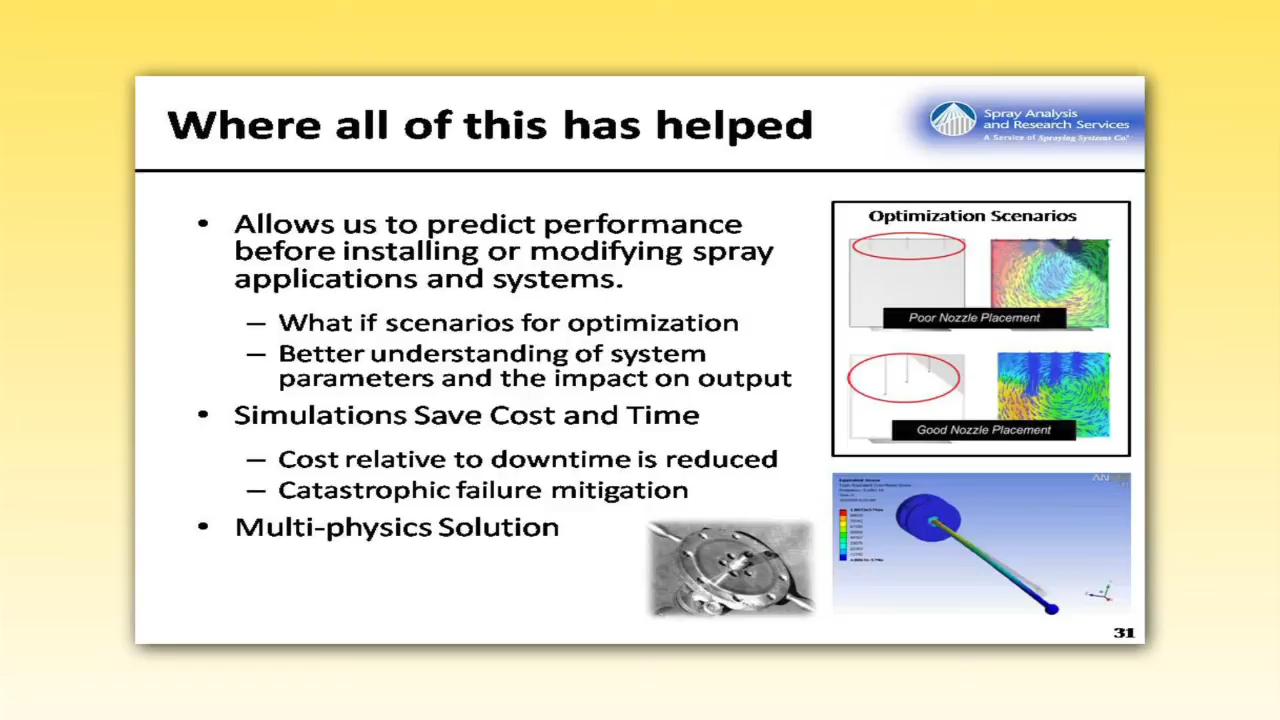 Where all of this has helped
Spray Analysis
and Research Services
A Service of Spraying Systems Co.®
• Allows us to predict performance
before installing or modifying spray
applications and systems.
– What if scenarios for optimization
– Better understanding of system
parameters and the impact on output
• Simulations Save Cost and Time
– Cost relative to downtime is reduced
– Catastrophic failure mitigation
• Multi-physics Solution
Optimization Scenarios
Poor Nozzle Placement
Good Nozzle Placement
31